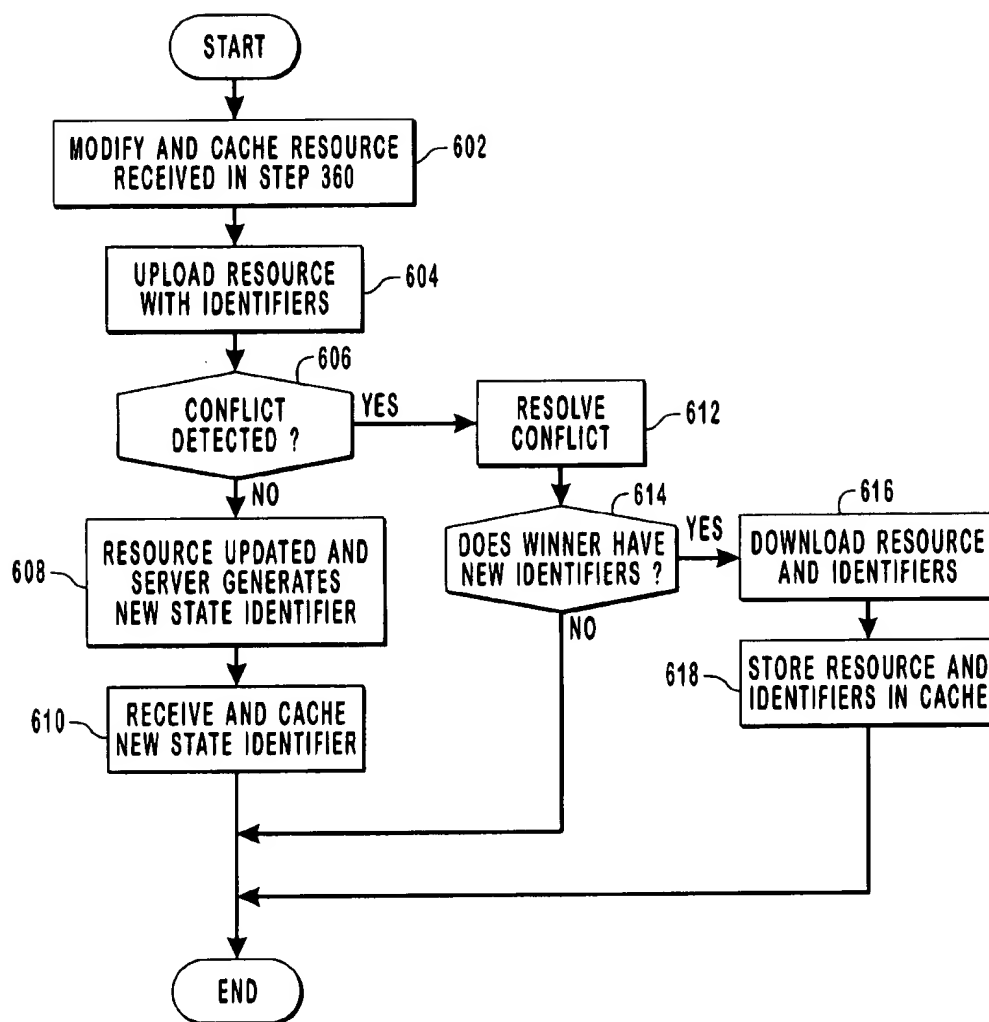 START
MODIFY AND CACHE RESOURCE
RECEIVED IN STEP 360
602
UPLOAD RESOURCE
WITH IDENTIFIERS
604
606
CONFLICT
DETECTED ?
YES
NO
RESOLVE
CONFLICT
612
614
DOES WINNER HAVE
NEW IDENTIFIERS ?
YES
NO
616
DOWNLOAD RESOURCE
AND IDENTIFIERS
618
STORE RESOURCE AND
IDENTIFIERS IN CACHE
608
RESOURCE UPDATED AND
SERVER GENERATES
NEW STATE IDENTIFIER
610
RECEIVE AND CACHE
NEW STATE IDENTIFIER
END